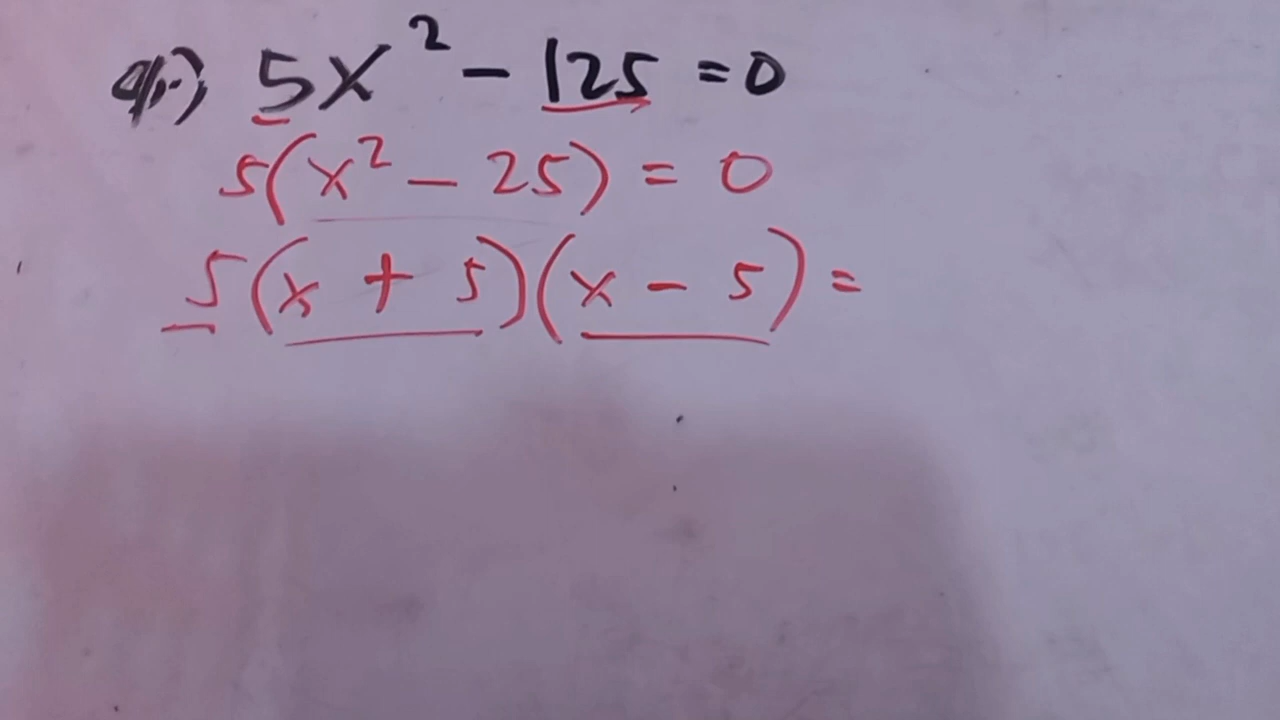 5x² - 125 = 0
5(x² - 25) = 0
5(x + 5)(x - 5) =